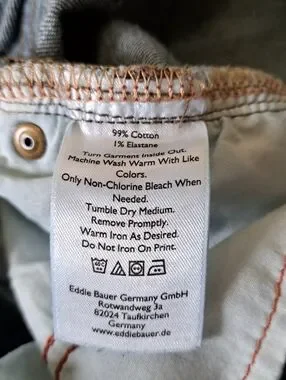 99% Cotton
1% Elastane
Turn Garment Inside Out.
Machine Wash Warm With Like
Colors.
Only Non-Chlorine Bleach When
Needed.
Tumble Dry Medium.
Remove Promptly.
Warm Iron As Desired.
Do Not Iron On Print.
Eddie Bauer Germany GmbH
Rotwandweg 3a
82024 Taufkirchen
Germany
www.eddiebauer.de